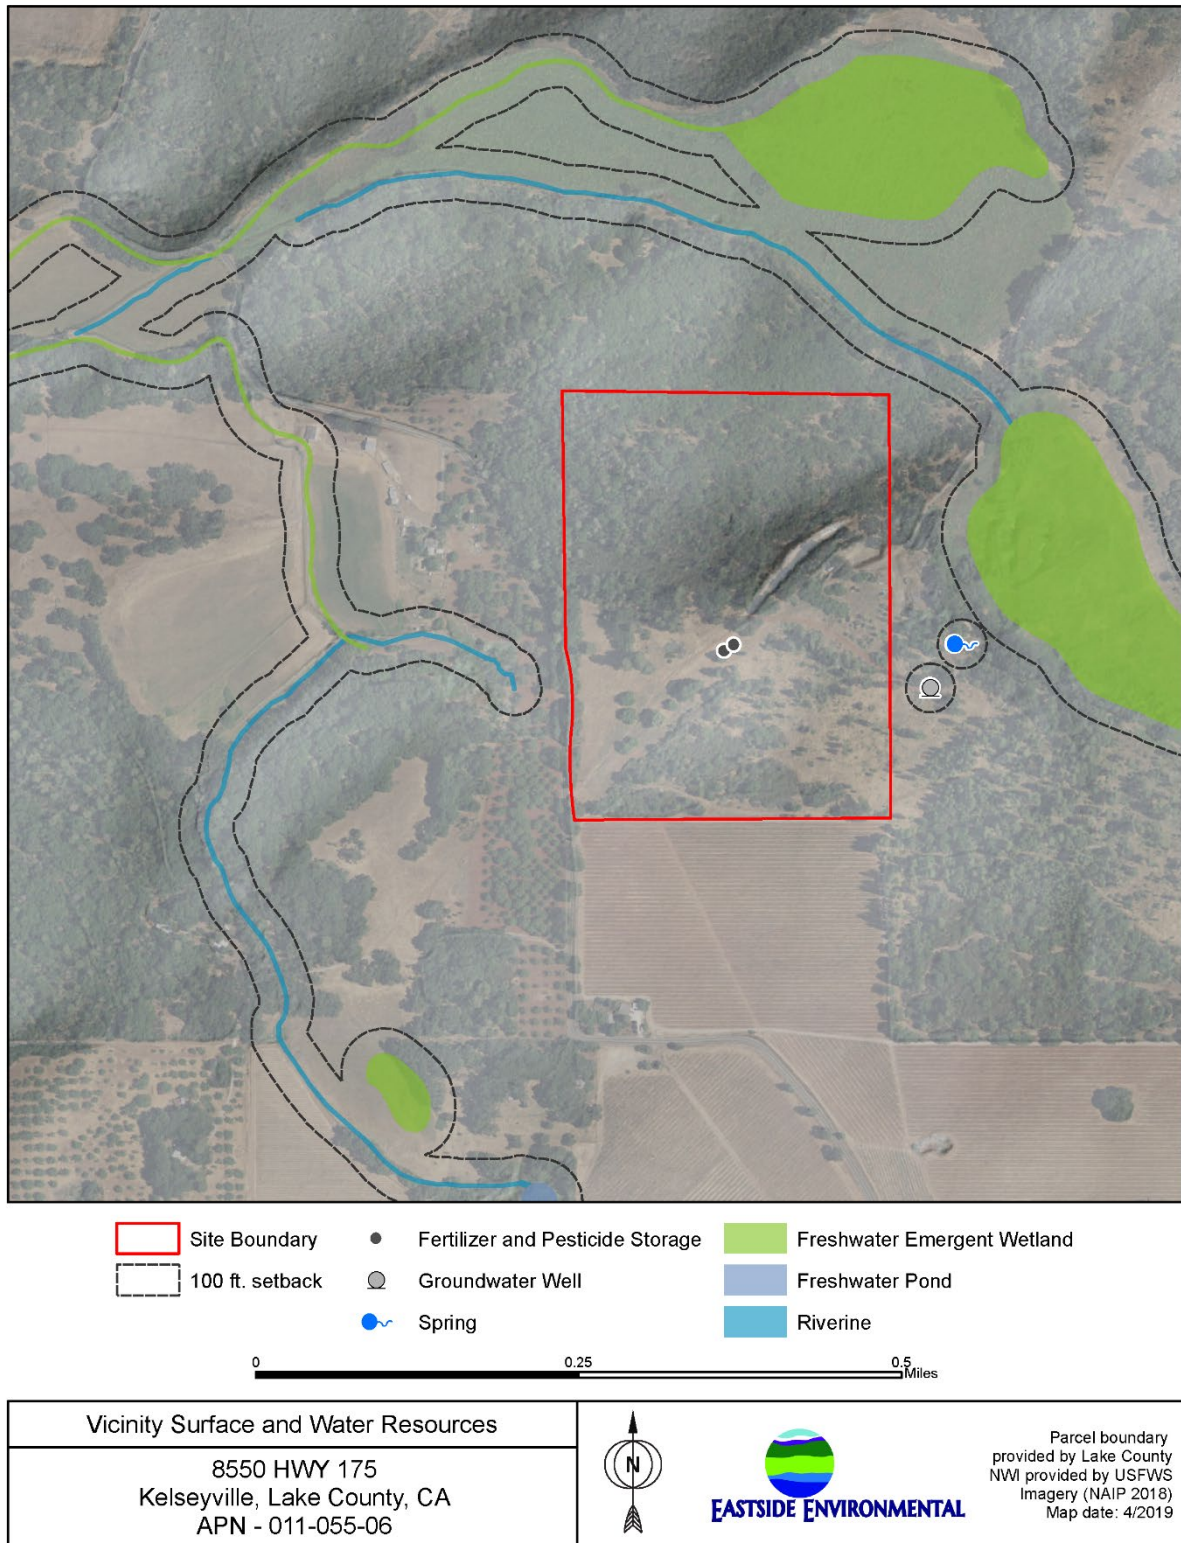 Site Boundary
100 ft. setback
Fertilizer and Pesticide Storage
Groundwater Well
Spring
Freshwater Emergent Wetland
Freshwater Pond
Riverine
0 0.25 0.5
Miles
Vicinity Surface and Water Resources
8550 HWY 175
Kelseyville, Lake County, CA
APN - 011-055-06
N
EASTSIDE ENVIRONMENTAL
Parcel boundary
provided by Lake County
NWI provided by USFWS
Imagery (NAIP 2018)
Map date: 4/2019